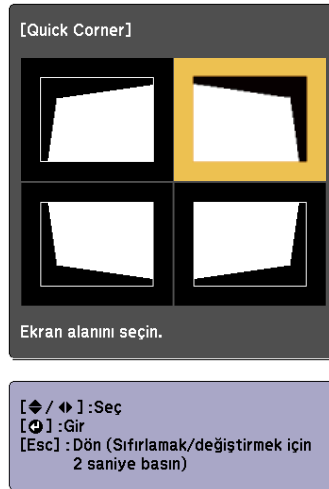 [Quick Corner]
Ekran alanını seçin.
[ / ] :Seç
[ ] :Gir
[Esc] : Dön (Sıfırlamak/değiştirmek için
2 saniye basın)